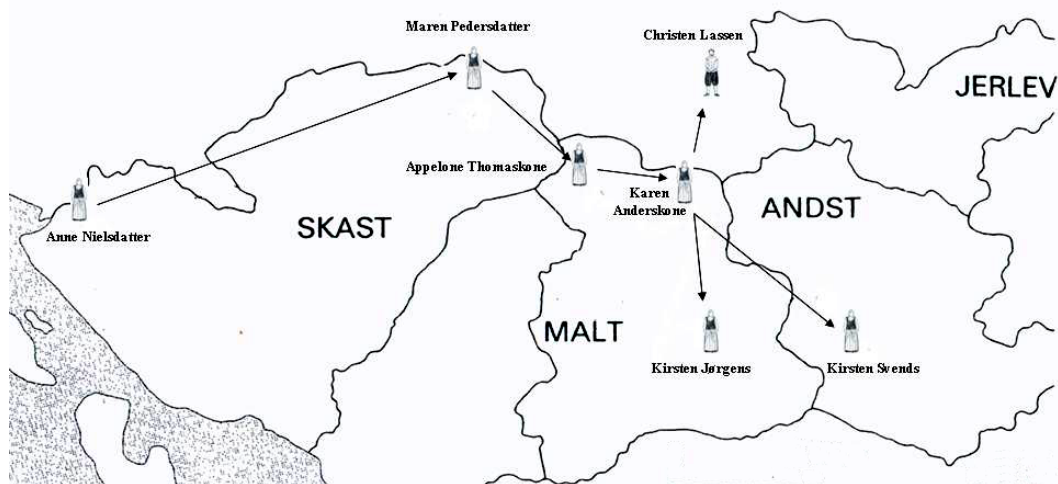 Maren Pedersdatter
Christen Lassen
JERLEV
Appelone Thomaskone
Karen
Anderskone
ANDST
Anne Nielsdatter
SKAST
MALT
Kirsten Jørgens
Kirsten Svends